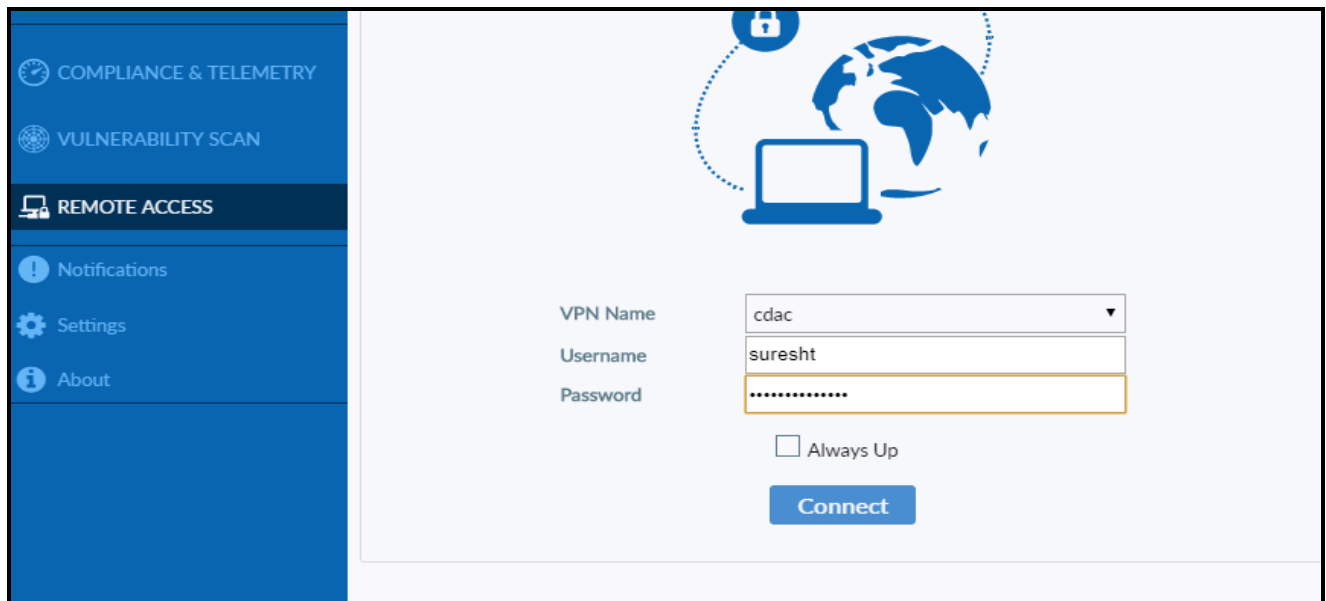 COMPLIANCE & TELEMETRY
VULNERABILITY SCAN
REMOTE ACCESS
Notifications
Settings
About
VPN Name
cdac
Username
suresht
Password
••••••••••••••
Always Up
Connect